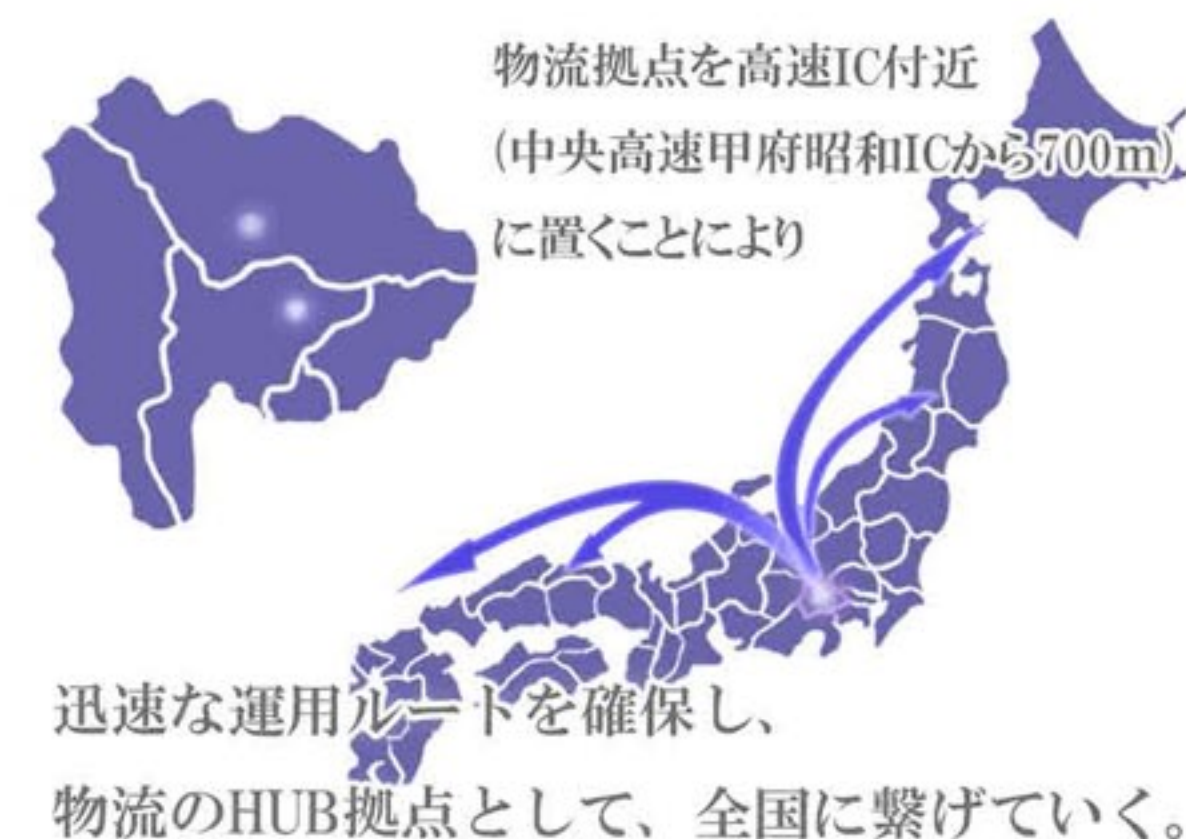 物流拠点を高速IC付近
(中央高速甲府昭和ICから700m)
に置くことにより
迅速な運用ルートを確保し、
物流のHUB拠点として、全国に繋げていく。